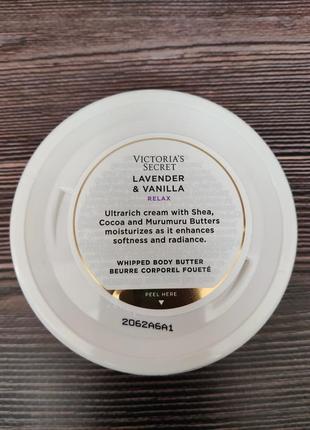 VICTORIA'S
SECRET
LAVENDER
& VANILLA
RELAX
Ultrarich cream with Shea,
Cocoa and Murumuru Butters
moisturizes as it enhances
softness and radiance.
WHIPPED BODY BUTTER
BEURRE CORPOREL FOUETÉ
PEEL HERE
2062A6A1